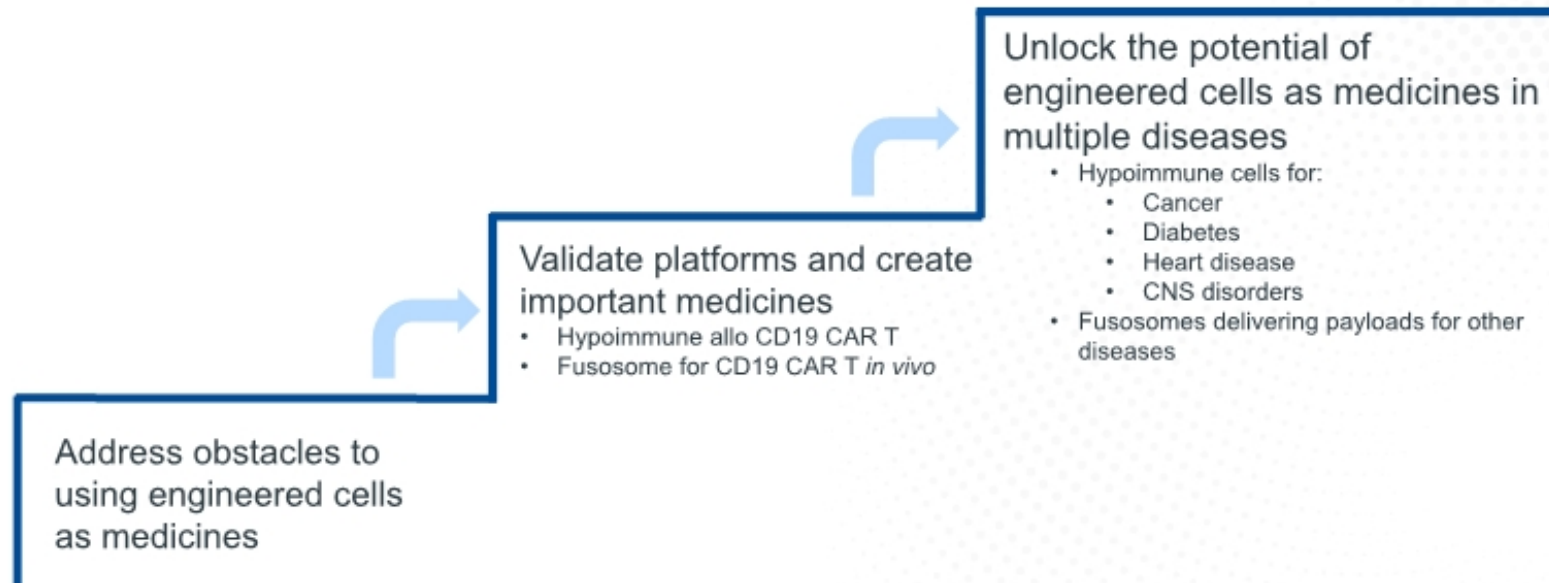 Address obstacles to
using engineered cells
as medicines
Validate platforms and create
important medicines
• Hypoimmune allo CD19 CAR T
• Fusosome for CD19 CAR T in vivo
Unlock the potential of
engineered cells as medicines in
multiple diseases
• Hypoimmune cells for:
• Cancer
• Diabetes
• Heart disease
• CNS disorders
• Fusosomes delivering payloads for other
diseases